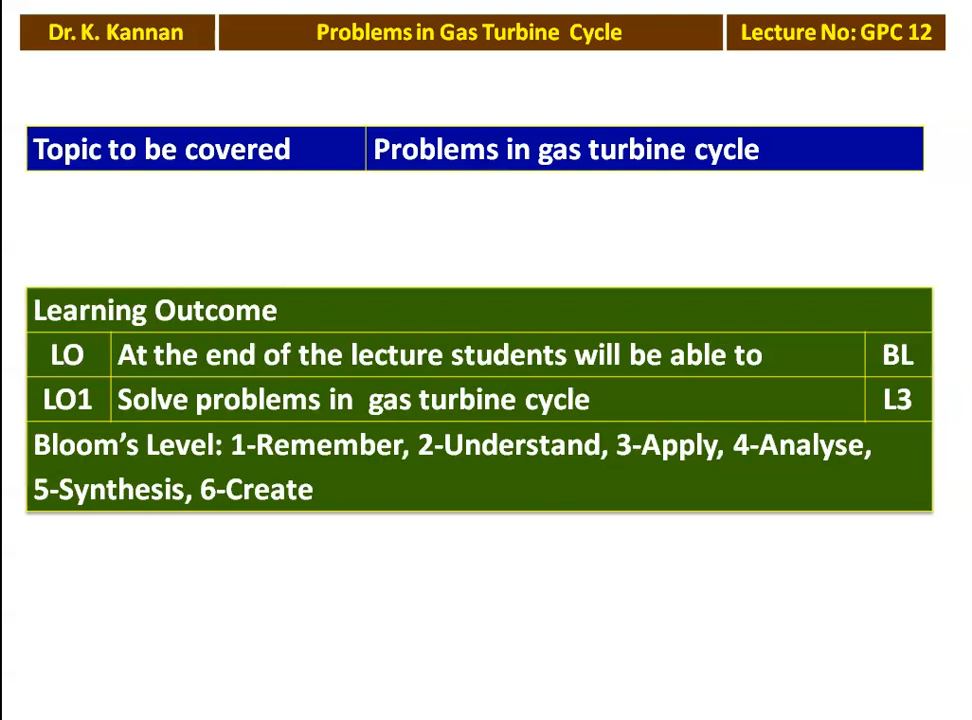 Dr. K. Kannan
Problems in Gas Turbine Cycle
Lecture No: GPC 12
Topic to be covered
Problems in gas turbine cycle
Learning Outcome
LO
At the end of the lecture students will be able to
BL
LO1
Solve problems in gas turbine cycle
L3
Bloom’s Level: 1-Remember, 2-Understand, 3-Apply, 4-Analyse,
5-Synthesis, 6-Create